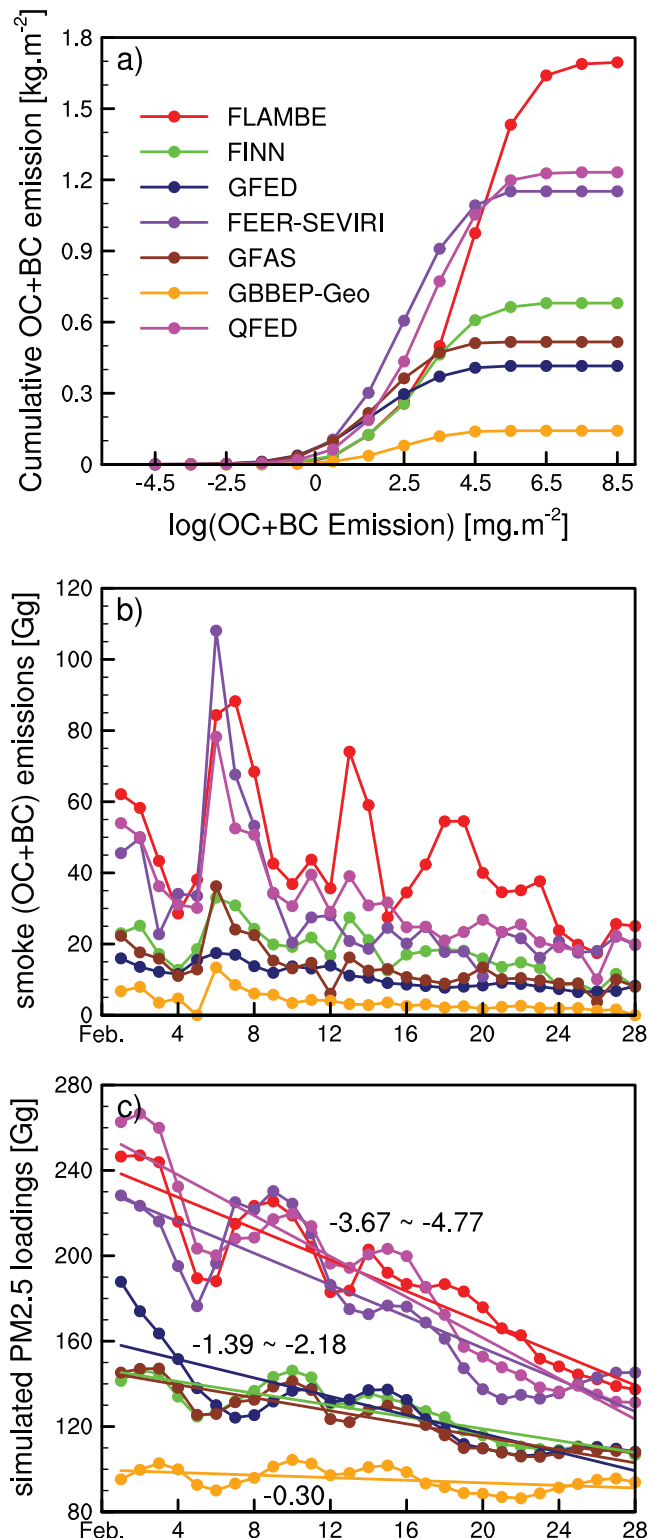 a)
Cumulative OC+BC emission [kg.m-2]
1.8
1.5
1.2
0.9
0.6
0.3
0
FLAMBE
FINN
GFED
FEER-SEVIRI
GFAS
GBBEP-Geo
QFED
-4.5 -2.5 0 2.5 4.5 6.5 8.5
log(OC+BC Emission) [mg.m-2]
b)
smoke (OC+BC) emissions [Gg]
120
100
80
60
40
20
0
Feb. 4 8 12 16 20 24 28
c)
simulated PM2.5 loadings [Gg]
280
240
200
160
120
80
-3.67 ~ -4.77
-1.39 ~ -2.18
-0.30
Feb. 4 8 12 16 20 24 28